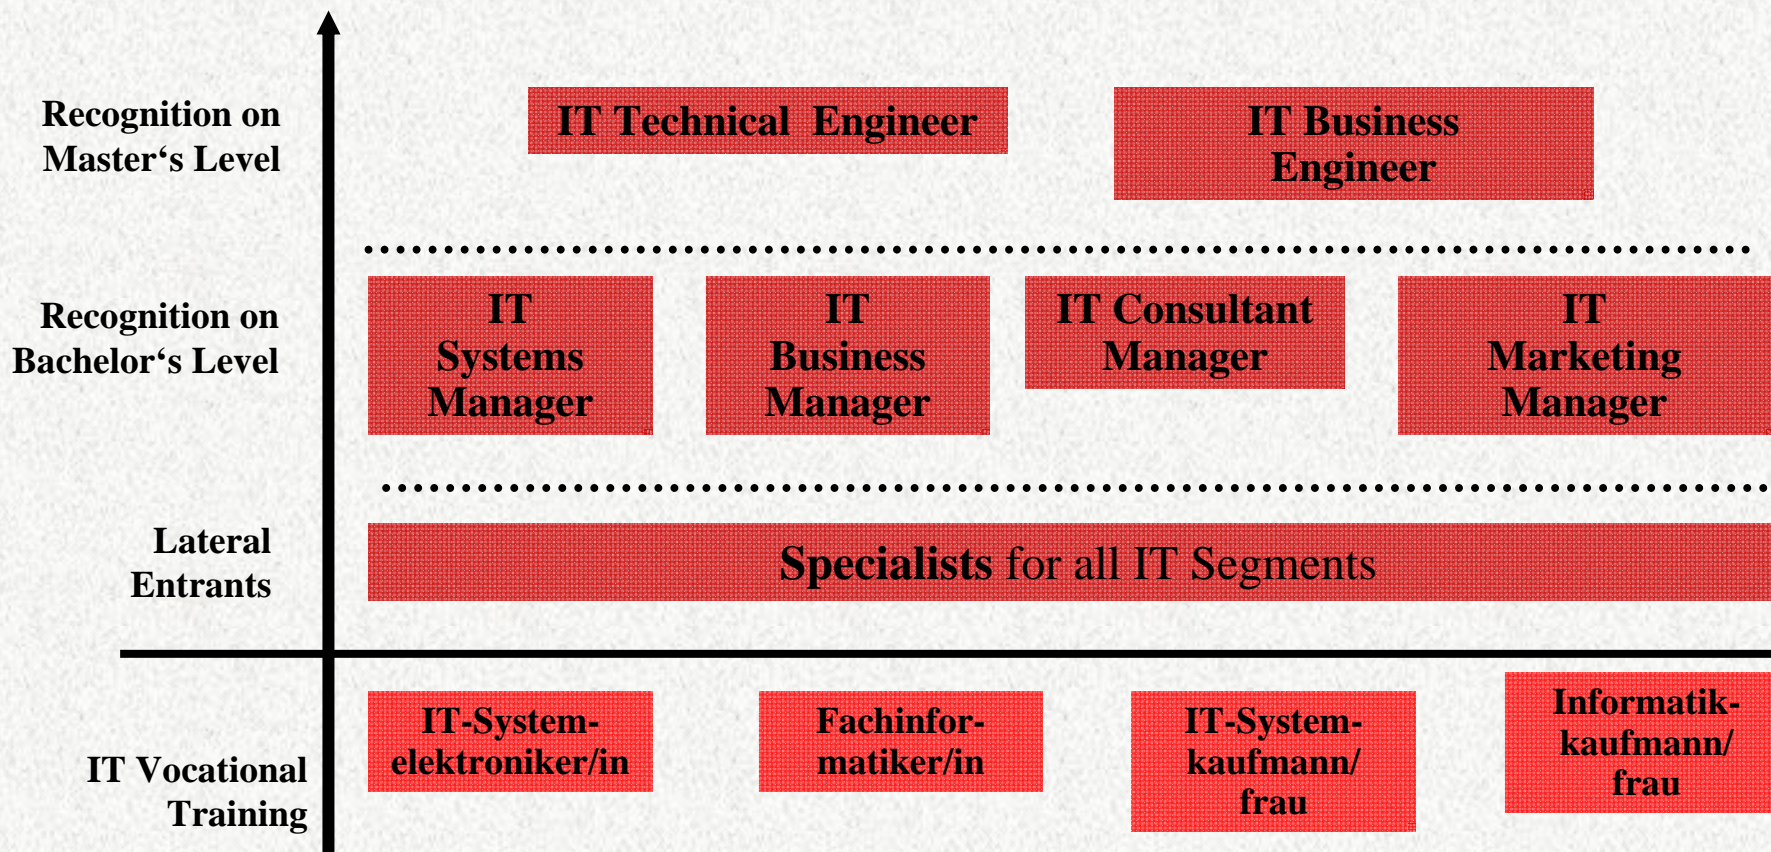 Recognition on
Master‘s Level
IT Technical  Engineer
IT Business
Engineer
Recognition on
Bachelor‘s Level
IT
Systems
Manager
IT
Business
Manager
IT Consultant
Manager
IT
Marketing
Manager
Lateral
Entrants
Specialists for all IT Segments
IT Vocational
Training
IT-System-
elektroniker/in
Fachinfor-
matiker/in
IT-System-
kaufmann/
frau
Informatik-
kaufmann/
frau